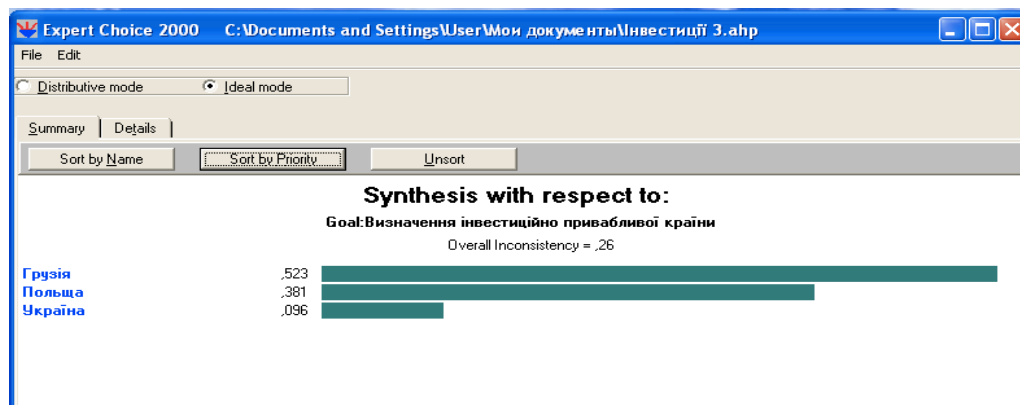 Expert Choice 2000 C:\Documents and Settings\User\Мои документы\Інвестиції 3.ahp
File Edit
Distributive mode Ideal mode
Summary Details
Sort by Name Sort by Priority Unsort
Synthesis with respect to:
Goal:Визначення інвестиційно привабливої країни
Overall Inconsistency = ,26
Грузія ,523
Польща ,381
Україна ,096